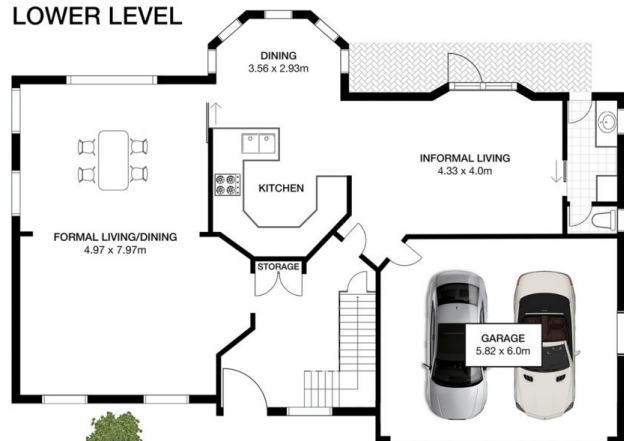 LOWER LEVEL
DINING
3.56 x 2.93m
INFORMAL LIVING
4.33 x 4.0m
KITCHEN
FORMAL LIVING/DINING
4.97 x 7.97m
STORAGE
GARAGE
5.82 x 6.0m